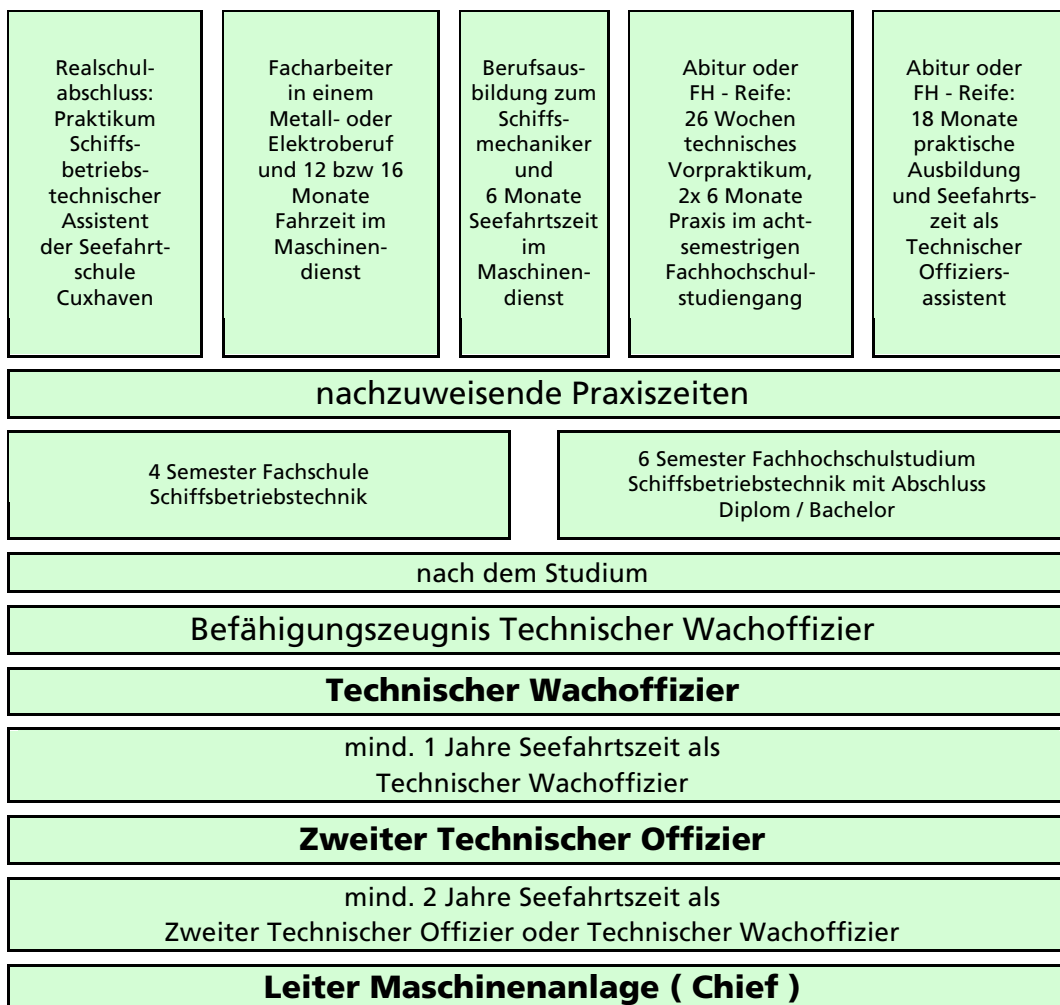 Realschul-
abschluss:
Praktikum
Schiffs-
betriebs-
technischer
Assistent
der Seefahrt-
schule
Cuxhaven
Facharbeiter
in einem
Metall- oder
Elektroberuf
und 12 bzw 16
Monate
Fahrzeit im
Maschinen-
dienst
Berufsaus-
bildung zum
Schiffs-
mechaniker
und
6 Monate
Seefahrtszeit
im
Maschinen-
dienst
Abitur oder
FH - Reife:
26 Wochen
technisches
Vorpraktikum,
2x 6 Monate
Praxis im acht-
semestrigen
Fachhochschul-
studiengang
Abitur oder
FH - Reife:
18 Monate
praktische
Ausbildung
und Seefahrts-
zeit als
Technischer
Offiziers-
assistent
nachzuweisende Praxiszeiten
4 Semester Fachschule
Schiffsbetriebstechnik
6 Semester Fachhochschulstudium
Schiffsbetriebstechnik mit Abschluss
Diplom / Bachelor
nach dem Studium
Befähigungszeugnis Technischer Wachoffizier
Technischer Wachoffizier
mind. 1 Jahre Seefahrtszeit als
Technischer Wachoffizier
Zweiter Technischer Offizier
mind. 2 Jahre Seefahrtszeit als
Zweiter Technischer Offizier oder Technischer Wachoffizier
Leiter Maschinenanlage ( Chief )